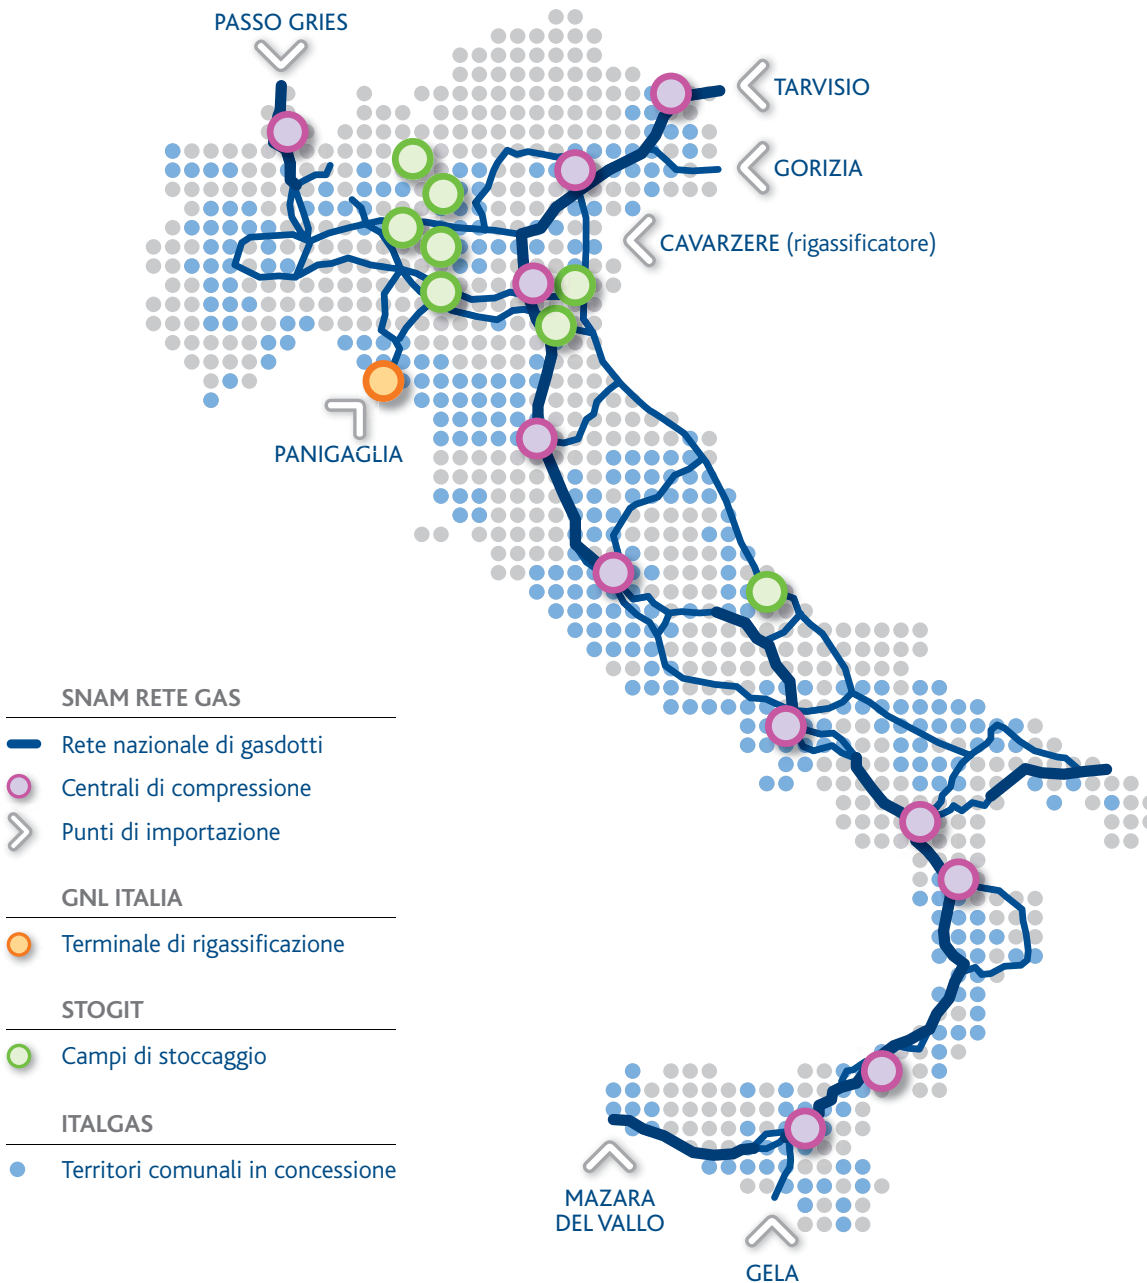 PASSO GRIES
TARVISIO
GORIZIA
CAVARZERE (rigassificatore)
PANIGAGLIA
SNAM RETE GAS
Rete nazionale di gasdotti
Centrali di compressione
Punti di importazione
GNL ITALIA
Terminale di rigassificazione
STOGIT
Campi di stoccaggio
ITALGAS
Territori comunali in concessione
MAZARA
DEL VALLO
GELA